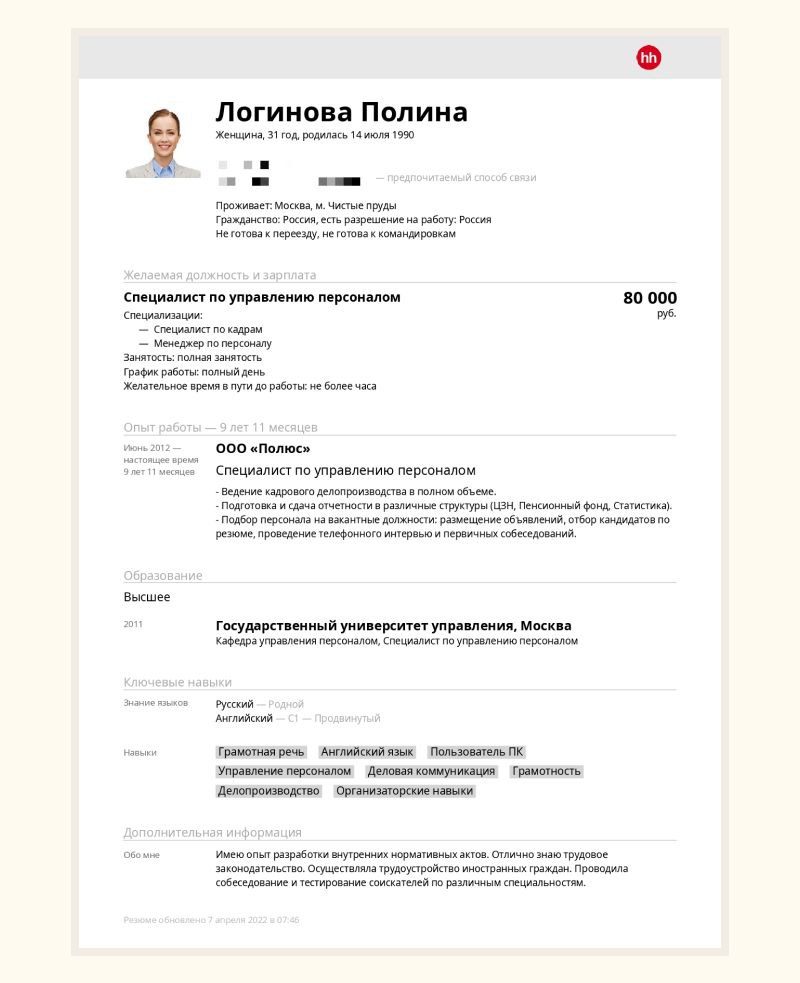 hh
Логинова Полина
Женщина, 31 год, родилась 14 июля 1990
— предпочитаемый способ связи
Проживает: Москва, м. Чистые пруды
Гражданство: Россия, есть разрешение на работу: Россия
Не готова к переезду, не готова к командировкам
Желаемая должность и зарплата
Специалист по управлению персоналом
80 000
руб.
Специализации:
— Специалист по кадрам
— Менеджер по персоналу
Занятость: полная занятость
График работы: полный день
Желательное время в пути до работы: не более часа
Опыт работы — 9 лет 11 месяцев
Июнь 2012 —
настоящее время
9 лет 11 месяцев
ООО «Полюс»
Специалист по управлению персоналом
- Ведение кадрового делопроизводства в полном объеме.
- Подготовка и сдача отчетности в различные структуры (ЦЗН, Пенсионный фонд, Статистика).
- Подбор персонала на вакантные должности: размещение объявлений, отбор кандидатов по
резюме, проведение телефонного интервью и первичных собеседований.
Образование
Высшее
2011
Государственный университет управления, Москва
Кафедра управления персоналом, Специалист по управлению персоналом
Ключевые навыки
Знание языков
Русский — Родной
Английский — C1 — Продвинутый
Навыки
Грамотная речь Английский язык Пользователь ПК
Управление персоналом Деловая коммуникация Грамотность
Делопроизводство Организаторские навыки
Дополнительная информация
Обо мне
Имею опыт разработки внутренних нормативных актов. Отлично знаю трудовое
законодательство. Осуществляла трудоустройство иностранных граждан. Проводила
собеседование и тестирование соискателей по различным специальностям.
Резюме обновлено 7 апреля 2022 в 07:46